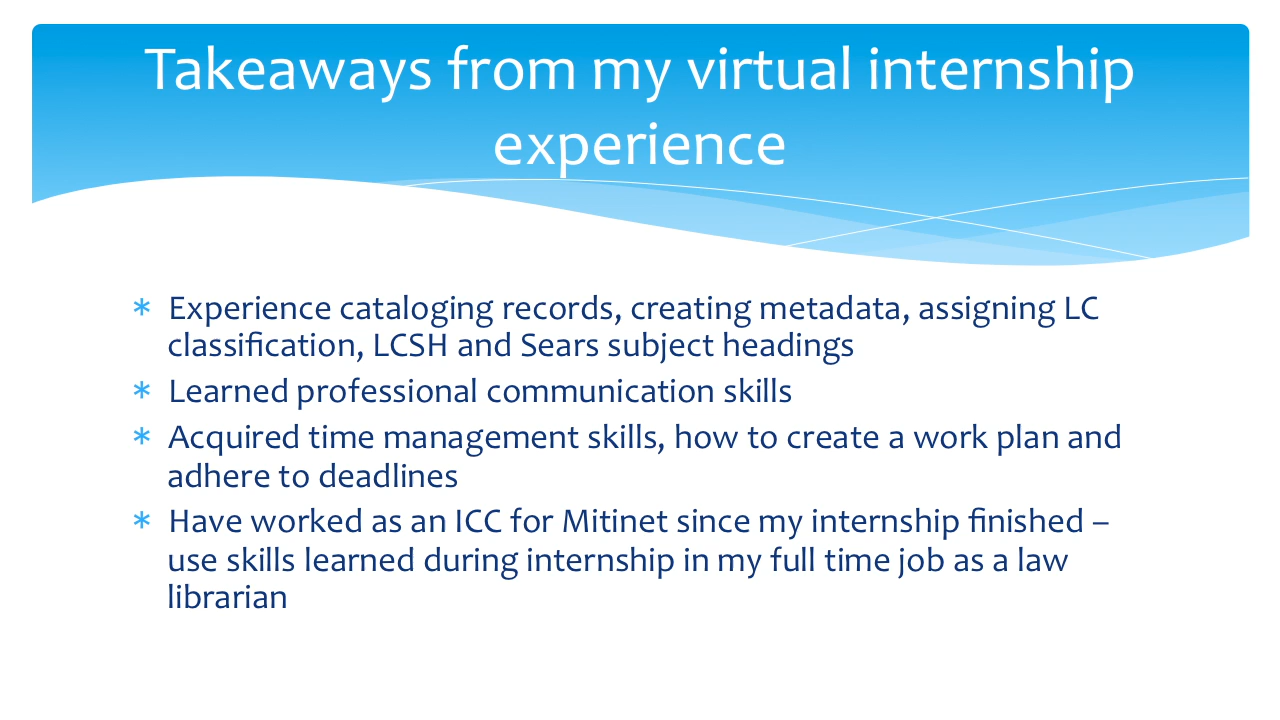 Takeaways from my virtual internship
experience
* Experience cataloging records, creating metadata, assigning LC
classification, LCSH and Sears subject headings
* Learned professional communication skills
* Acquired time management skills, how to create a work plan and
adhere to deadlines
* Have worked as an ICC for Mitinet since my internship finished –
use skills learned during internship in my full time job as a law
librarian